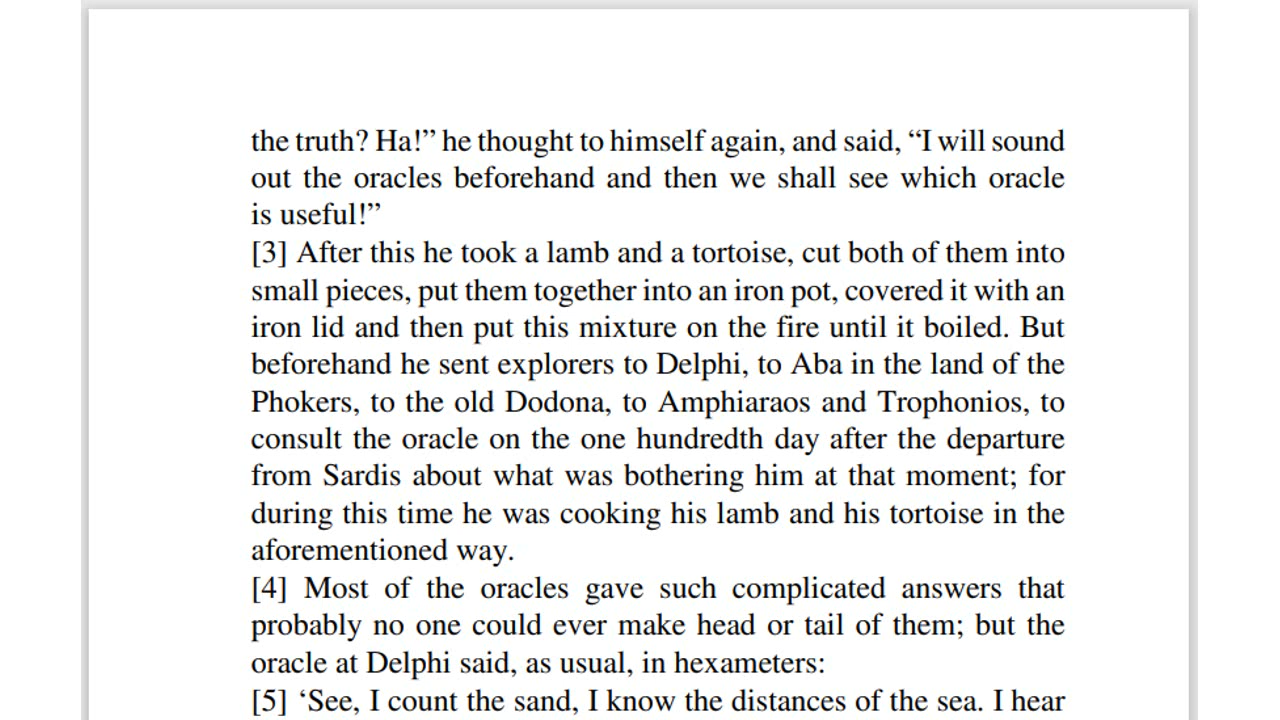 the truth? Ha!” he thought to himself again, and said, “I will sound
out the oracles beforehand and then we shall see which oracle
is useful!”
[3] After this he took a lamb and a tortoise, cut both of them into
small pieces, put them together into an iron pot, covered it with an
iron lid and then put this mixture on the fire until it boiled. But
beforehand he sent explorers to Delphi, to Aba in the land of the
Phokers, to the old Dodona, to Amphiaraos and Trophonios, to
consult the oracle on the one hundredth day after the departure
from Sardis about what was bothering him at that moment; for
during this time he was cooking his lamb and his tortoise in the
aforementioned way.
[4] Most of the oracles gave such complicated answers that
probably no one could ever make head or tail of them; but the
oracle at Delphi said, as usual, in hexameters:
[5] ‘See, I count the sand, I know the distances of the sea. I hear